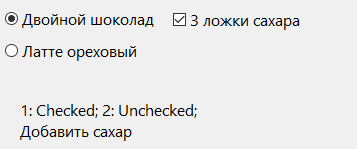 Двойной шоколад 3 ложки сахара
Латте ореховый
1: Checked; 2: Unchecked;
Добавить сахар